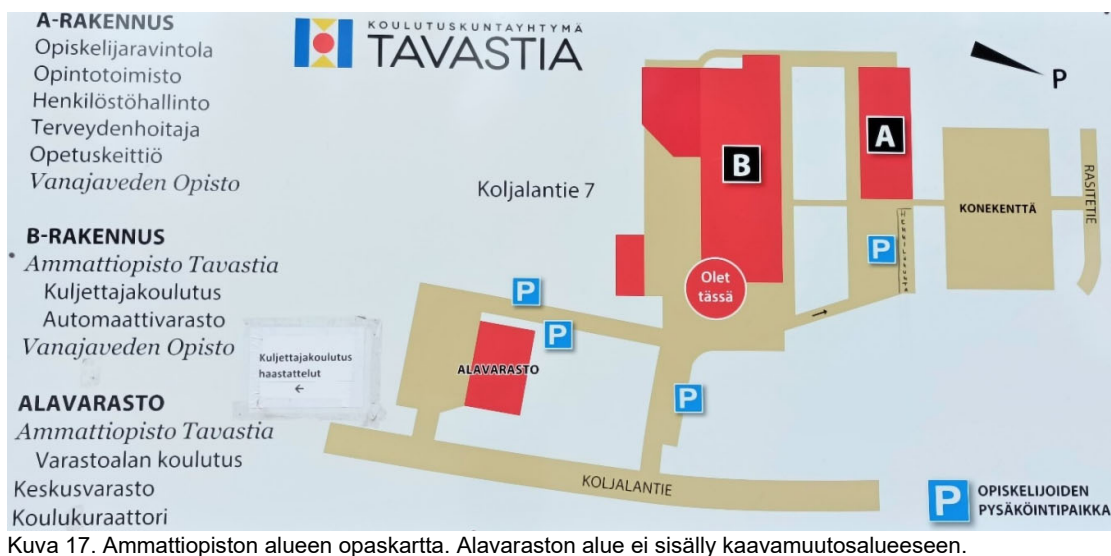 A-RAKENNUS
Opiskelijaravintola
Opintotoimisto
Henkilöstöhallinto
Terveydenhoitaja
Opetuskeittiö
Vanajaveden Opisto
B-RAKENNUS
Ammattiopisto Tavastia
Kuljettajakoulutus
Automaattivarasto
Vanajaveden Opisto
ALAVARASTO
Ammattiopisto Tavastia
Varastoalan koulutus
Keskusvarasto
Koulukuraattori
KOULUTUSKUNTAYHTYMÄ
TAVASTIA
Koljalantie 7
Kuljettajakoulutus
haastattelut
←
B
A
P
KONEKENTTÄ
RASITETIE
P
Olet
tässä
P
P
ALAVARASTO
P
KOLJALANTIE
P
OPISKELIJOIDEN
PYSÄKÖINTIPAIKKA
Kuva 17. Ammattiopiston alueen opaskartta. Alavaraston alue ei sisälly kaavamuutosalueeseen.